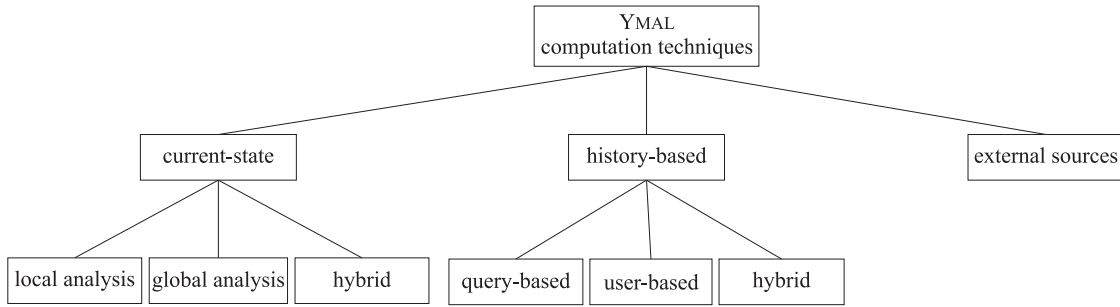 YMAL
computation techniques
current-state
history-based
external sources
local analysis
global analysis
hybrid
query-based
user-based
hybrid